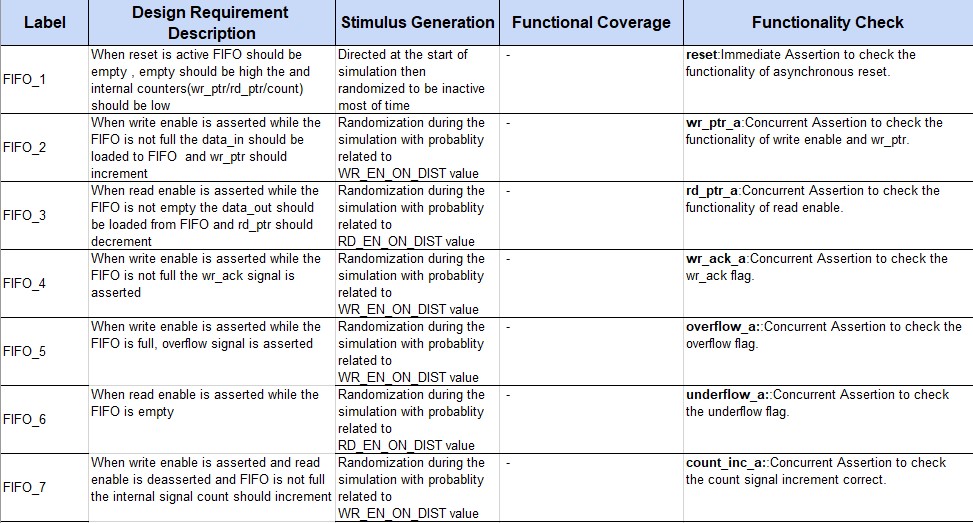 Label
Design Requirement
Description
Stimulus Generation
Functional Coverage
Functionality Check
FIFO_1
When reset is active FIFO should be
empty , empty should be high the and
internal counters(wr_ptr/rd_ptr/count)
should be low
Directed at the start of
simulation then
randomized to be inactive
most of time
-
reset:Immediate Assertion to check the
functionality of asynchronous reset.
FIFO_2
When write enable is asserted while the
FIFO is not full the data_in should be
loaded to FIFO  and wr_ptr should
increment
Randomization during the
simulation with probablity
related to
WR_EN_ON_DIST value
-
wr_ptr_a:Concurrent Assertion to check the
functionality of write enable and wr_ptr.
FIFO_3
When read enable is asserted while the
FIFO is not empty the data_out should
be loaded from FIFO and rd_ptr should
decrement
Randomization during the
simulation with probablity
related to
RD_EN_ON_DIST value
-
rd_ptr_a:Concurrent Assertion to check the
functionality of read enable.
FIFO_4
When write enable is asserted while the
FIFO is not full the wr_ack signal is
asserted
Randomization during the
simulation with probablity
related to
WR_EN_ON_DIST value
-
wr_ack_a:Concurrent Assertion to check the
wr_ack flag.
FIFO_5
When write enable is asserted while the
FIFO is full, overflow signal is asserted
Randomization during the
simulation with probablity
related to
WR_EN_ON_DIST value
-
overflow_a::Concurrent Assertion to check the
overflow flag.
FIFO_6
When read enable is asserted while the
FIFO is empty
Randomization during the
simulation with probablity
related to
RD_EN_ON_DIST value
-
underflow_a::Concurrent Assertion to check
the underflow flag.
FIFO_7
When write enable is asserted and read
enable is deasserted and FIFO is not full
the internal signal count should increment
Randomization during the
simulation with probablity
related to
WR_EN_ON_DIST value
-
count_inc_a::Concurrent Assertion to check
the count signal increment correct.